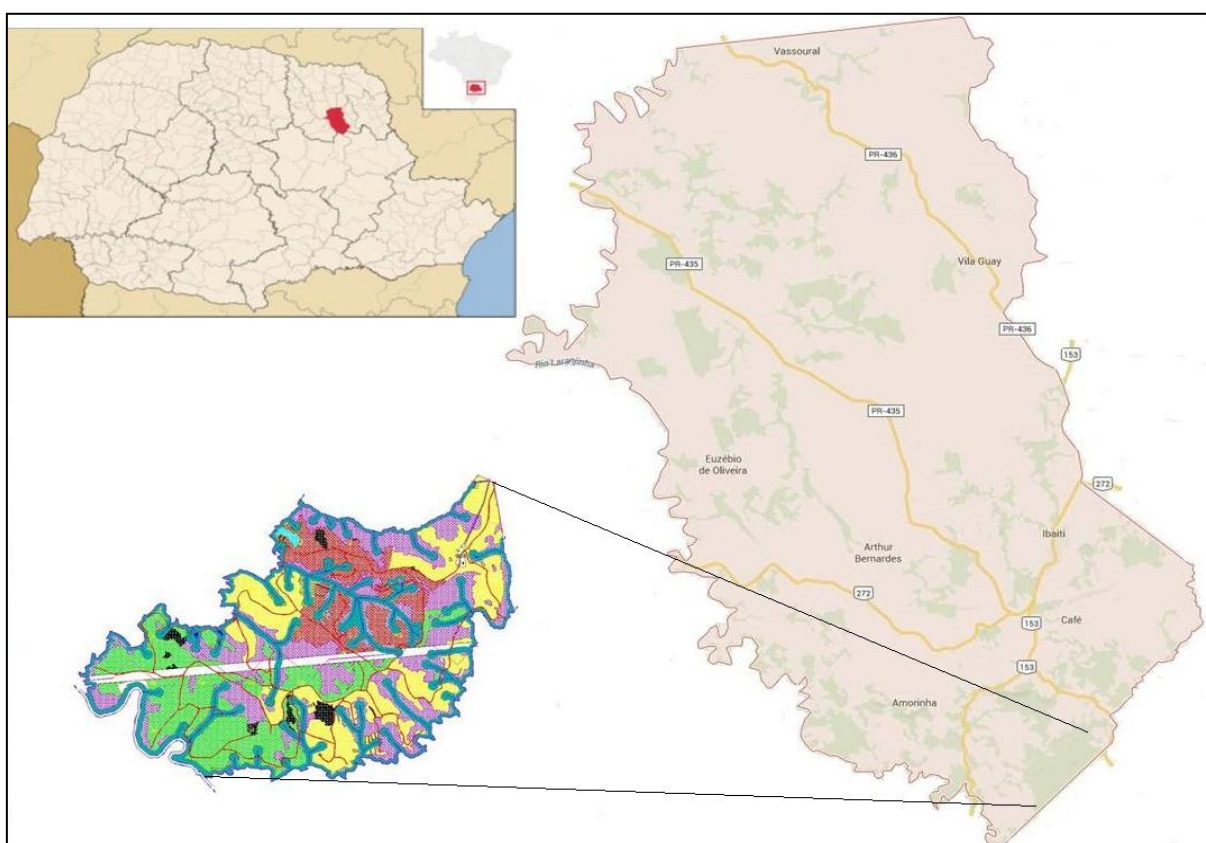 Vassoural
PR-436
PR-435
Vila Guay
PR-436
153
Rio Laranjinha
PR-435
Euzébio
de Oliveira
272
Ibaiti
Arthur
Bernardes
272
153
Café
153
Amorinha